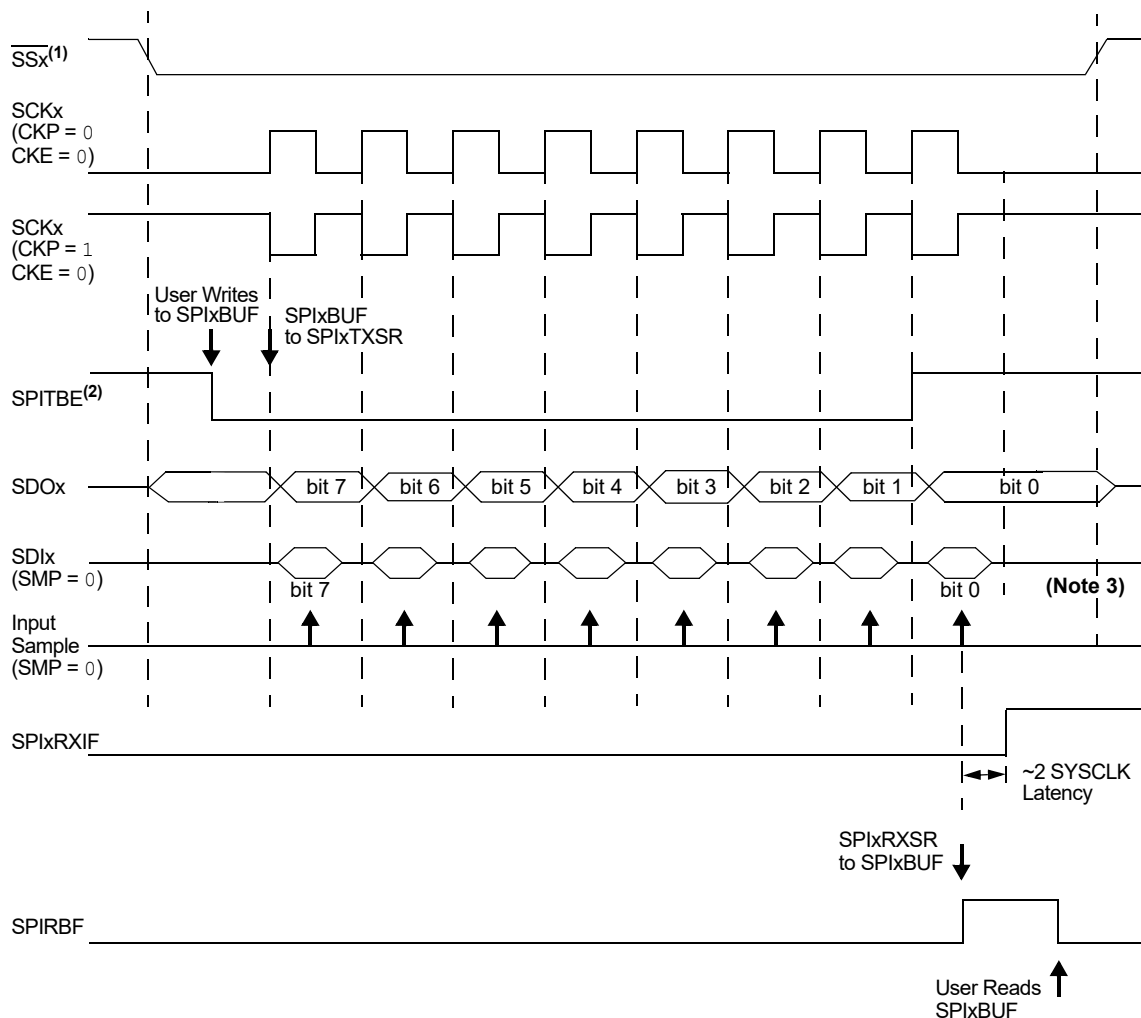 SSx(1)
SCKx
(CKP = 0
CKE = 0)
SCKx
(CKP = 1
CKE = 0)
User Writes
to SPIxBUF
SPIxBUF
to SPIxTXSR
SPITBE(2)
SDOx
bit 7
bit 6
bit 5
bit 4
bit 3
bit 2
bit 1
bit 0
SDIx
(SMP = 0)
bit 7
bit 0
(Note 3)
Input
Sample
(SMP = 0)
SPIxRXIF
~2 SYSCLK
Latency
SPIxRXSR
to SPIxBUF
SPIRBF
User Reads
SPIxBUF